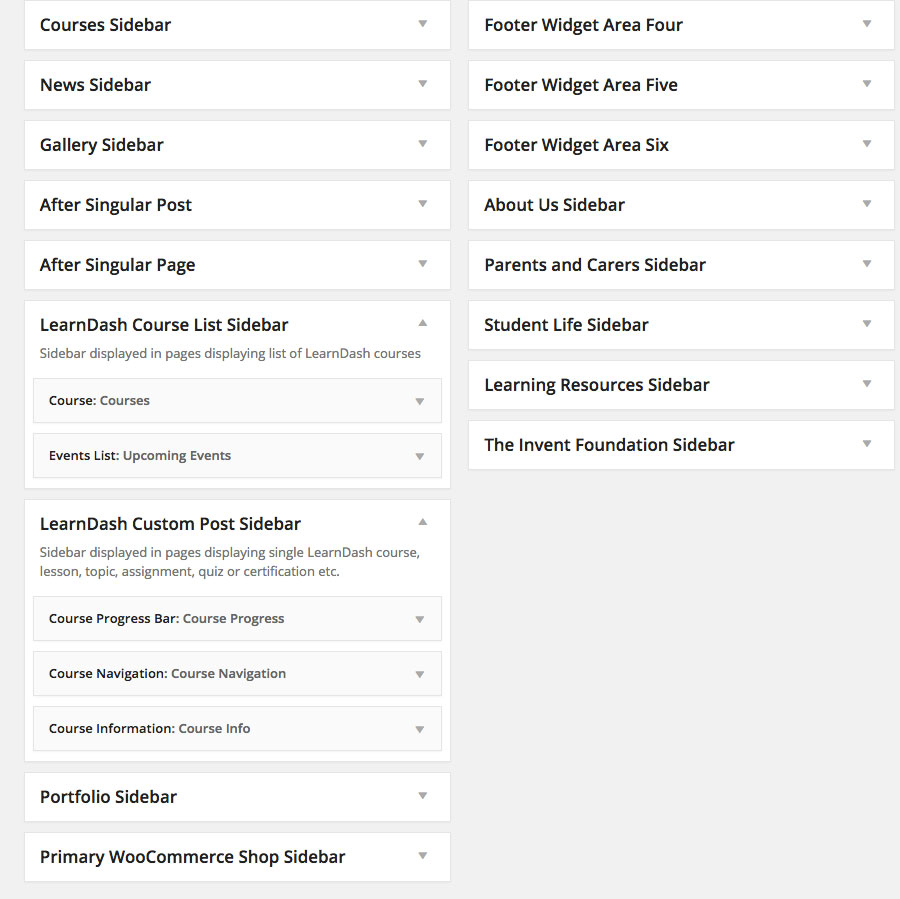 Courses Sidebar
News Sidebar
Gallery Sidebar
After Singular Post
After Singular Page
LearnDash Course List Sidebar
Sidebar displayed in pages displaying list of LearnDash courses
Course: Courses
Events List: Upcoming Events
LearnDash Custom Post Sidebar
Sidebar displayed in pages displaying single LearnDash course,
lesson, topic, assignment, quiz or certification etc.
Course Progress Bar: Course Progress
Course Navigation: Course Navigation
Course Information: Course Info
Portfolio Sidebar
Primary WooCommerce Shop Sidebar
Footer Widget Area Four
Footer Widget Area Five
Footer Widget Area Six
About Us Sidebar
Parents and Carers Sidebar
Student Life Sidebar
Learning Resources Sidebar
The Invent Foundation Sidebar